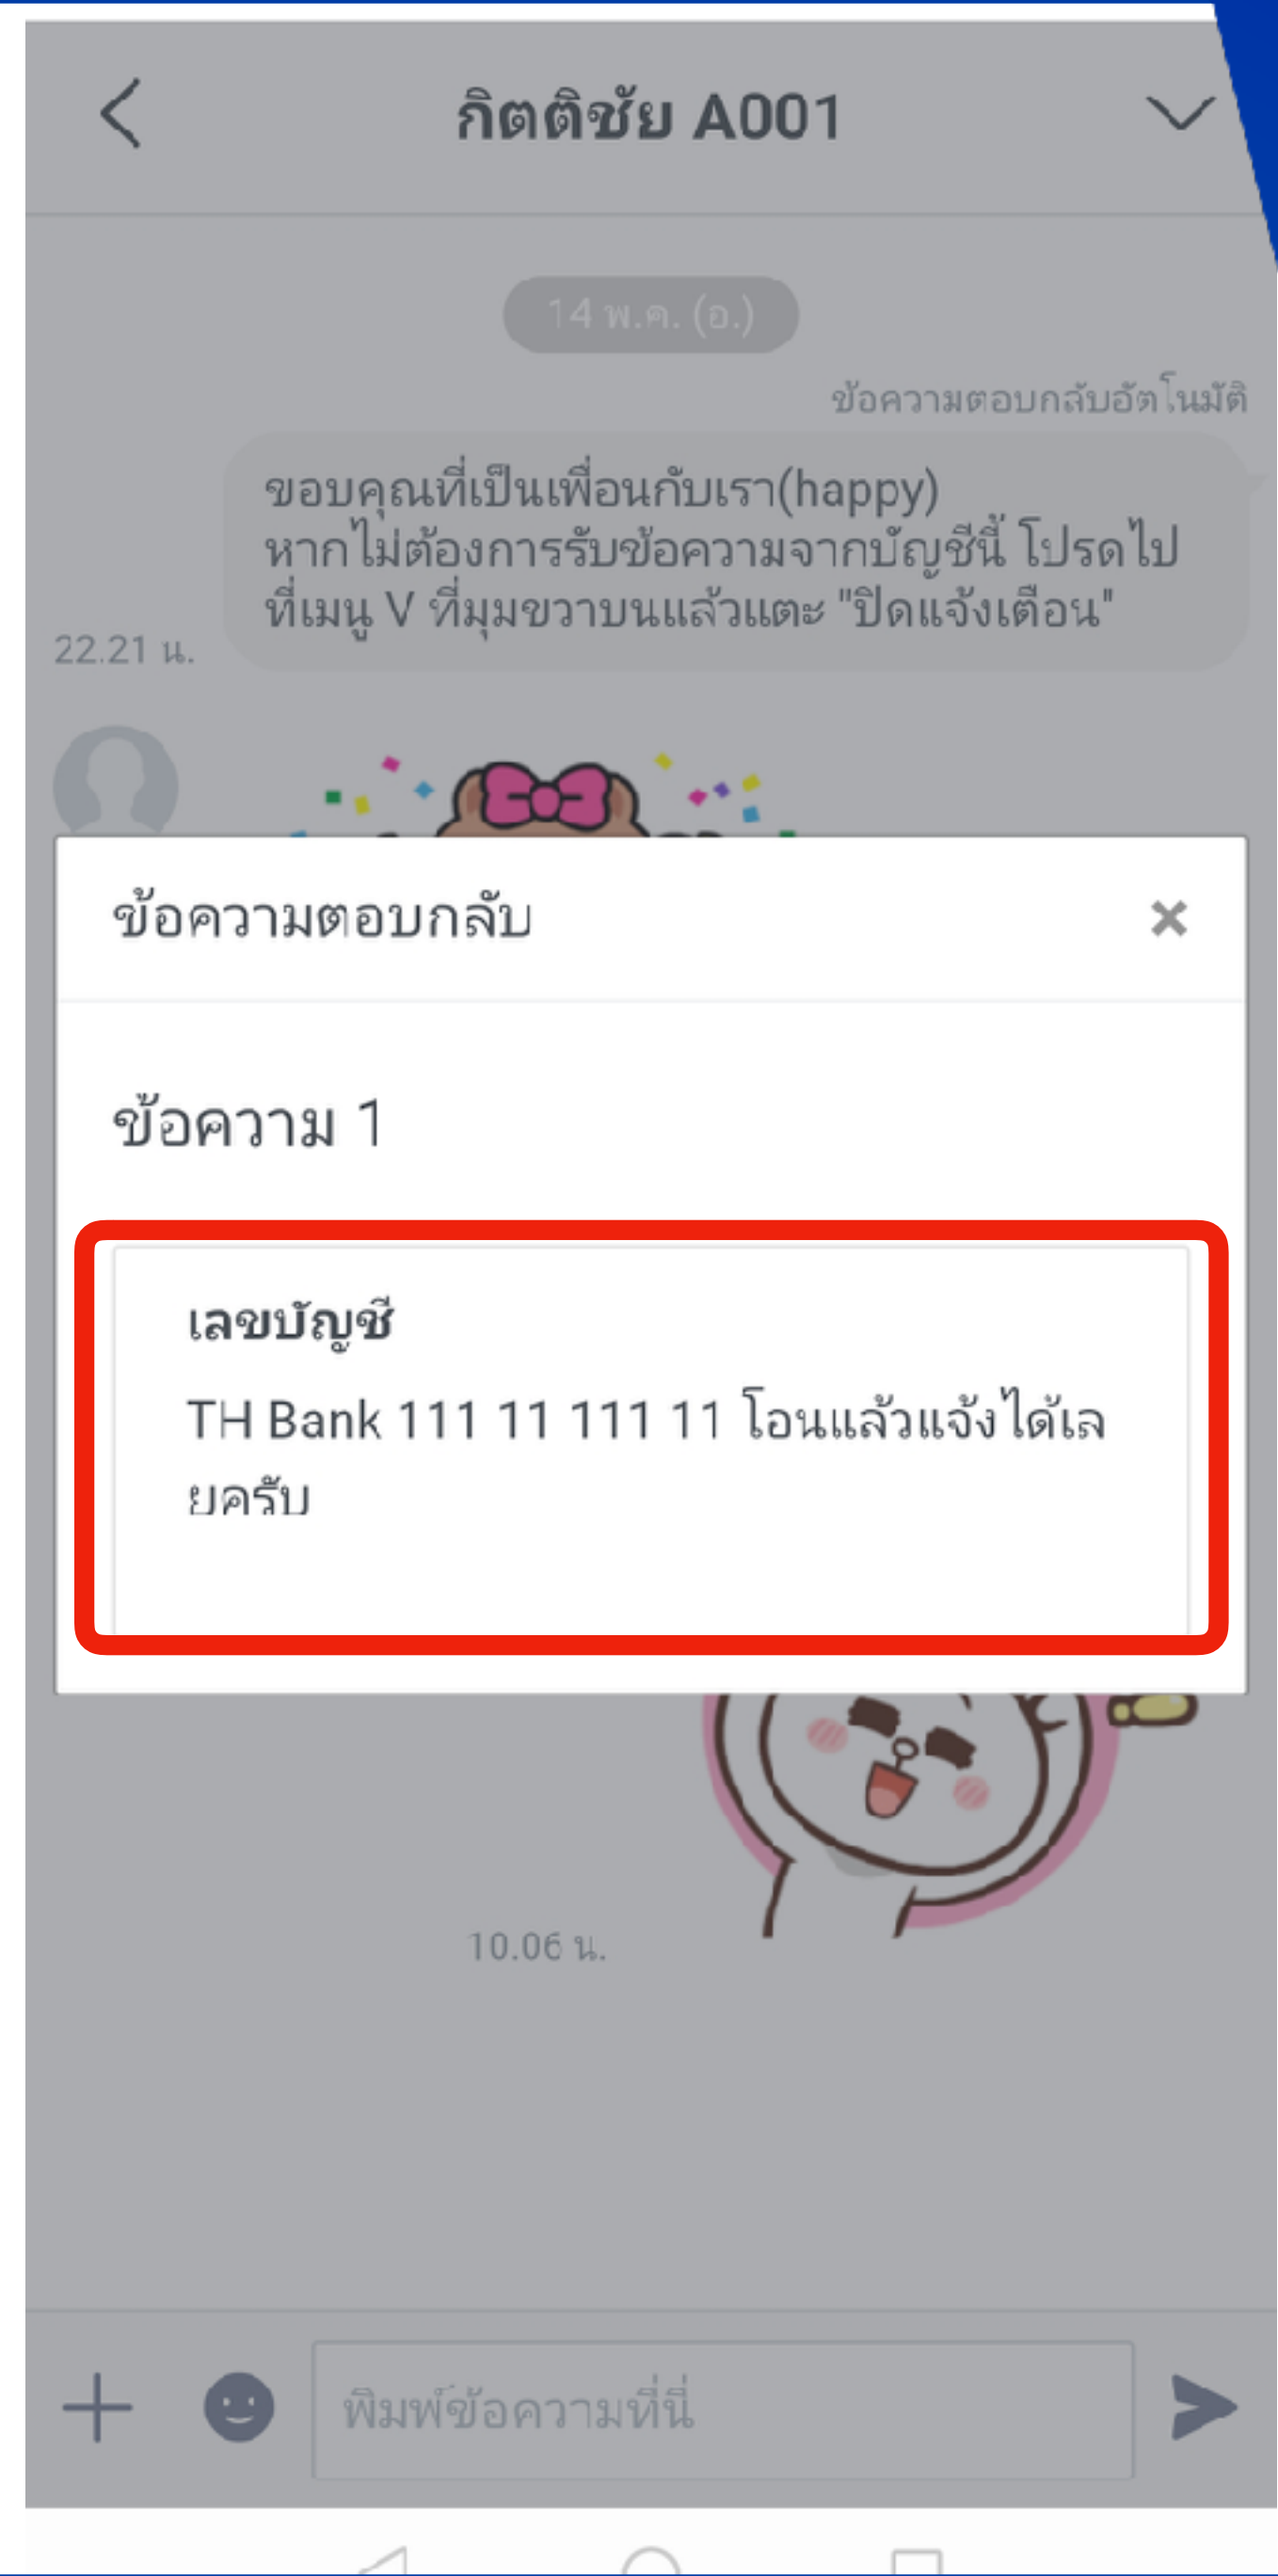 กิตติชัย A001
14 พ.ค. (อ.)
ข้อความตอบกลับอัตโนมัติ
ขอบคุณที่เป็นเพื่อนกับเรา(happy)
หากไม่ต้องการรับข้อความจากบัญชีนี้ โปรดไป
ที่เมนู V ที่มุมขวาบนแล้วแตะ "ปิดแจ้งเตือน"
22.21 น.
ข้อความตอบกลับ
ข้อความ 1
เลขบัญชี
TH Bank 111 11 111 11 โอนแล้วแจ้งได้เล
ยครับ
10.06 น.
พิมพ์ข้อความที่นี่